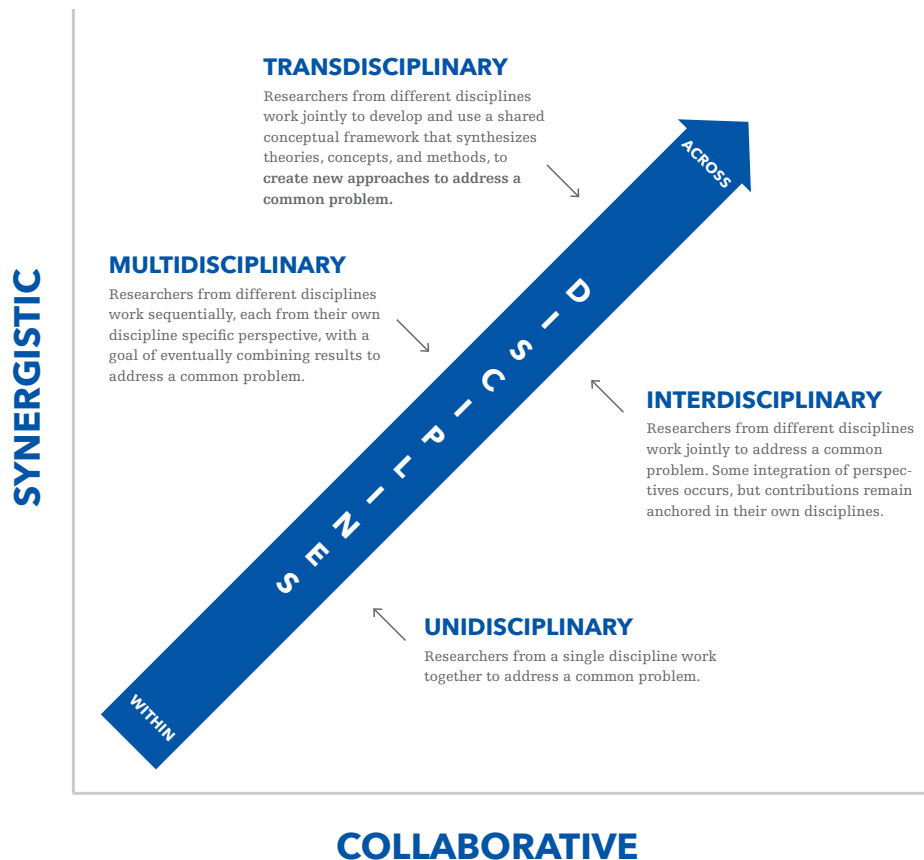 TRANSDISCIPLINARY
Researchers from different disciplines
work jointly to develop and use a shared
conceptual framework that synthesizes
theories, concepts, and methods, to
create new approaches to address a
common problem.
ACROSS
MULTIDISCIPLINARY
Researchers from different disciplines
work sequentially, each from their own
discipline specific perspective, with a
goal of eventually combining results to
address a common problem.
DISCIPLINES
INTERDISCIPLINARY
Researchers from different disciplines
work jointly to address a common
problem. Some integration of perspec-
tives occurs, but contributions remain
anchored in their own disciplines.
UNIDISCIPLINARY
Researchers from a single discipline work
together to address a common problem.
WITHIN
SYNERGISTIC
COLLABORATIVE